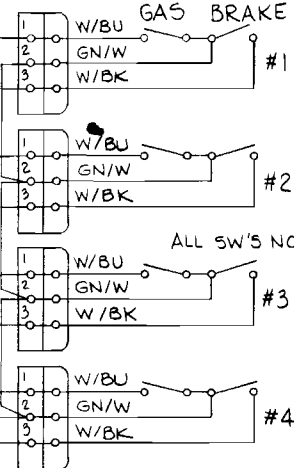 GAS BRAKE
1 W/BU
2 GN/W
3 W/BK
#1
1 W/BU
2 GN/W
3 W/BK
#2
ALL SW'S NO
1 W/BU
2 GN/W
3 W/BK
#3
1 W/BU
2 GN/W
3 W/BK
#4